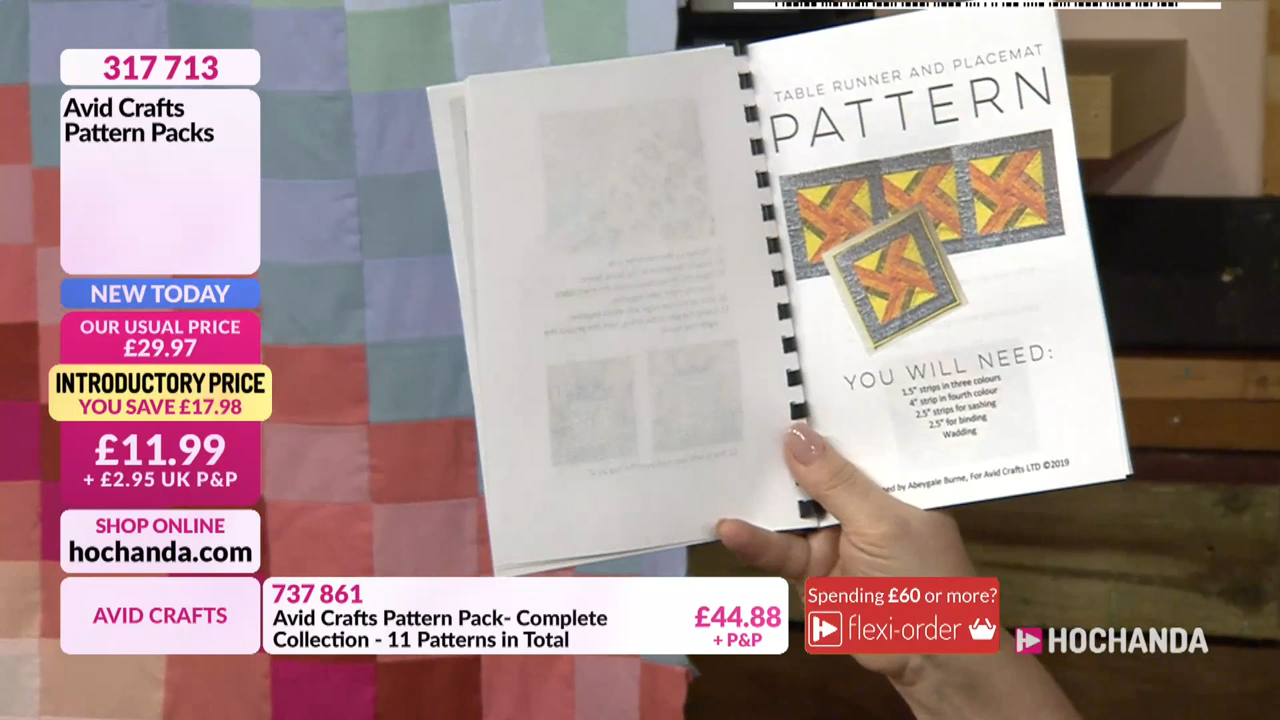 317 713
Avid Crafts
Pattern Packs
NEW TODAY
OUR USUAL PRICE
£29.97
INTRODUCTORY PRICE
YOU SAVE £17.98
£11.99
+ £2.95 UK P&P
SHOP ONLINE
hochanda.com
AVID CRAFTS
737 861
Avid Crafts Pattern Pack- Complete
Collection - 11 Patterns in Total
£44.88
+ P&P
Spending £60 or more?
flexi-order
HOCHANDA
TABLE RUNNER AND PLACEMAT
PATTERN
YOU WILL NEED:
1.5" strips in three colours
4" strip in fourth colour
2.5" strips for sashing
2.5" for binding
Wadding
by Abeygale Burne, For Avid Crafts LTD ©2019